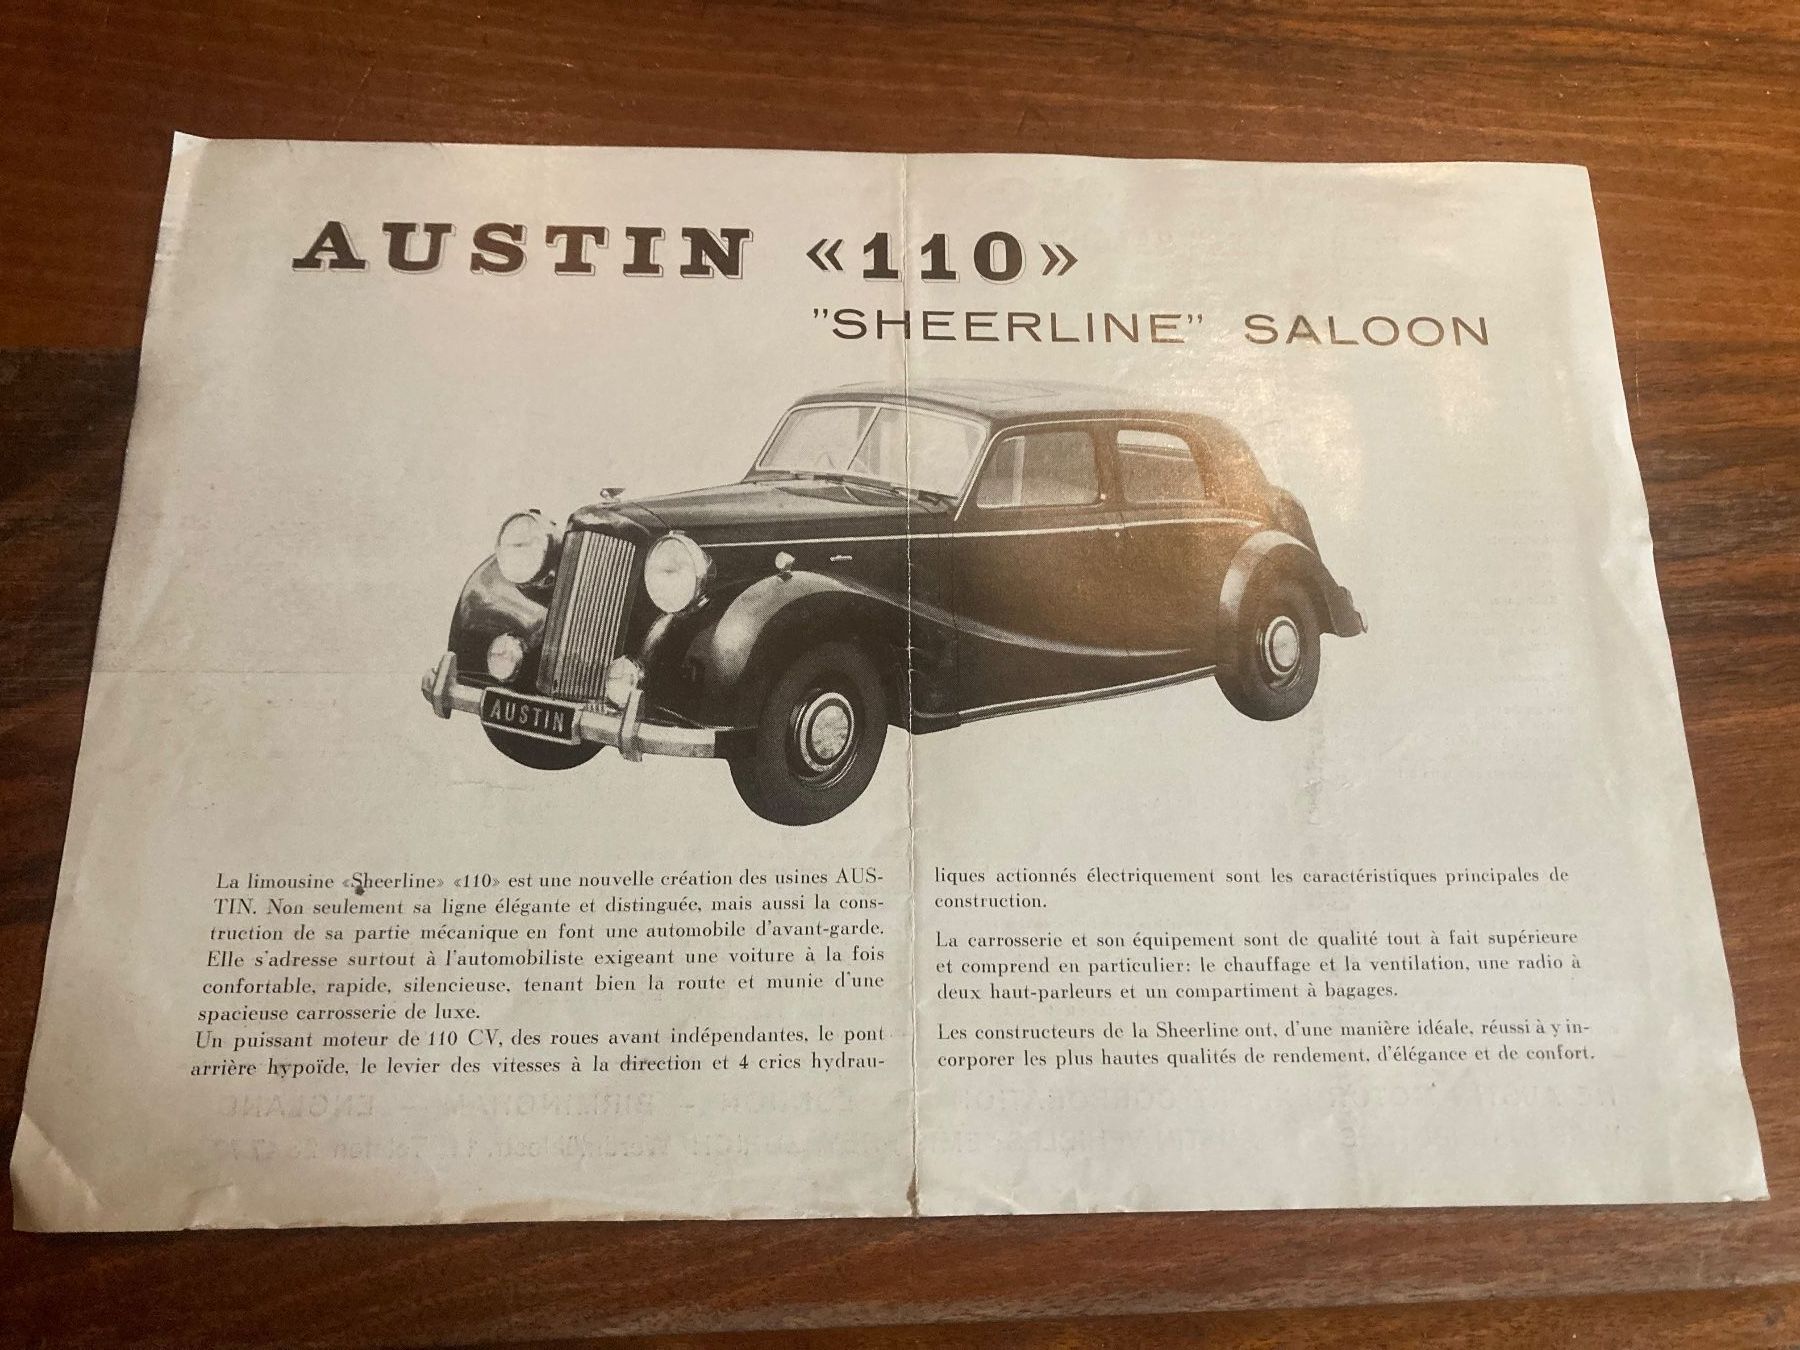 AUSTIN «110»
"SHEERLINE" SALOON
AUSTIN
La limousine «Sheerline» «110» est une nouvelle création des usines AUS-
TIN. Non seulement sa ligne élégante et distinguée, mais aussi la cons-
truction de sa partie mécanique en font une automobile d'avant-garde.
Elle s'adresse surtout à l'automobiliste exigeant une voiture à la fois
confortable, rapide, silencieuse, tenant bien la route et munie d'une
spacieuse carrosserie de luxe.
Un puissant moteur de 110 CV, des roues avant indépendantes, le pont
arrière hypoïde, le levier des vitesses à la direction et 4 crics hydrau-
liques actionnés électriquement sont les caractéristiques principales de
construction.
La carrosserie et son équipement sont de qualité tout à fait supérieure
et comprend en particulier: le chauffage et la ventilation, une radio à
deux haut-parleurs et un compartiment à bagages.
Les constructeurs de la Sheerline ont, d'une manière idéale, réussi à y in-
corporer les plus hautes qualités de rendement, d'élégance et de confort.